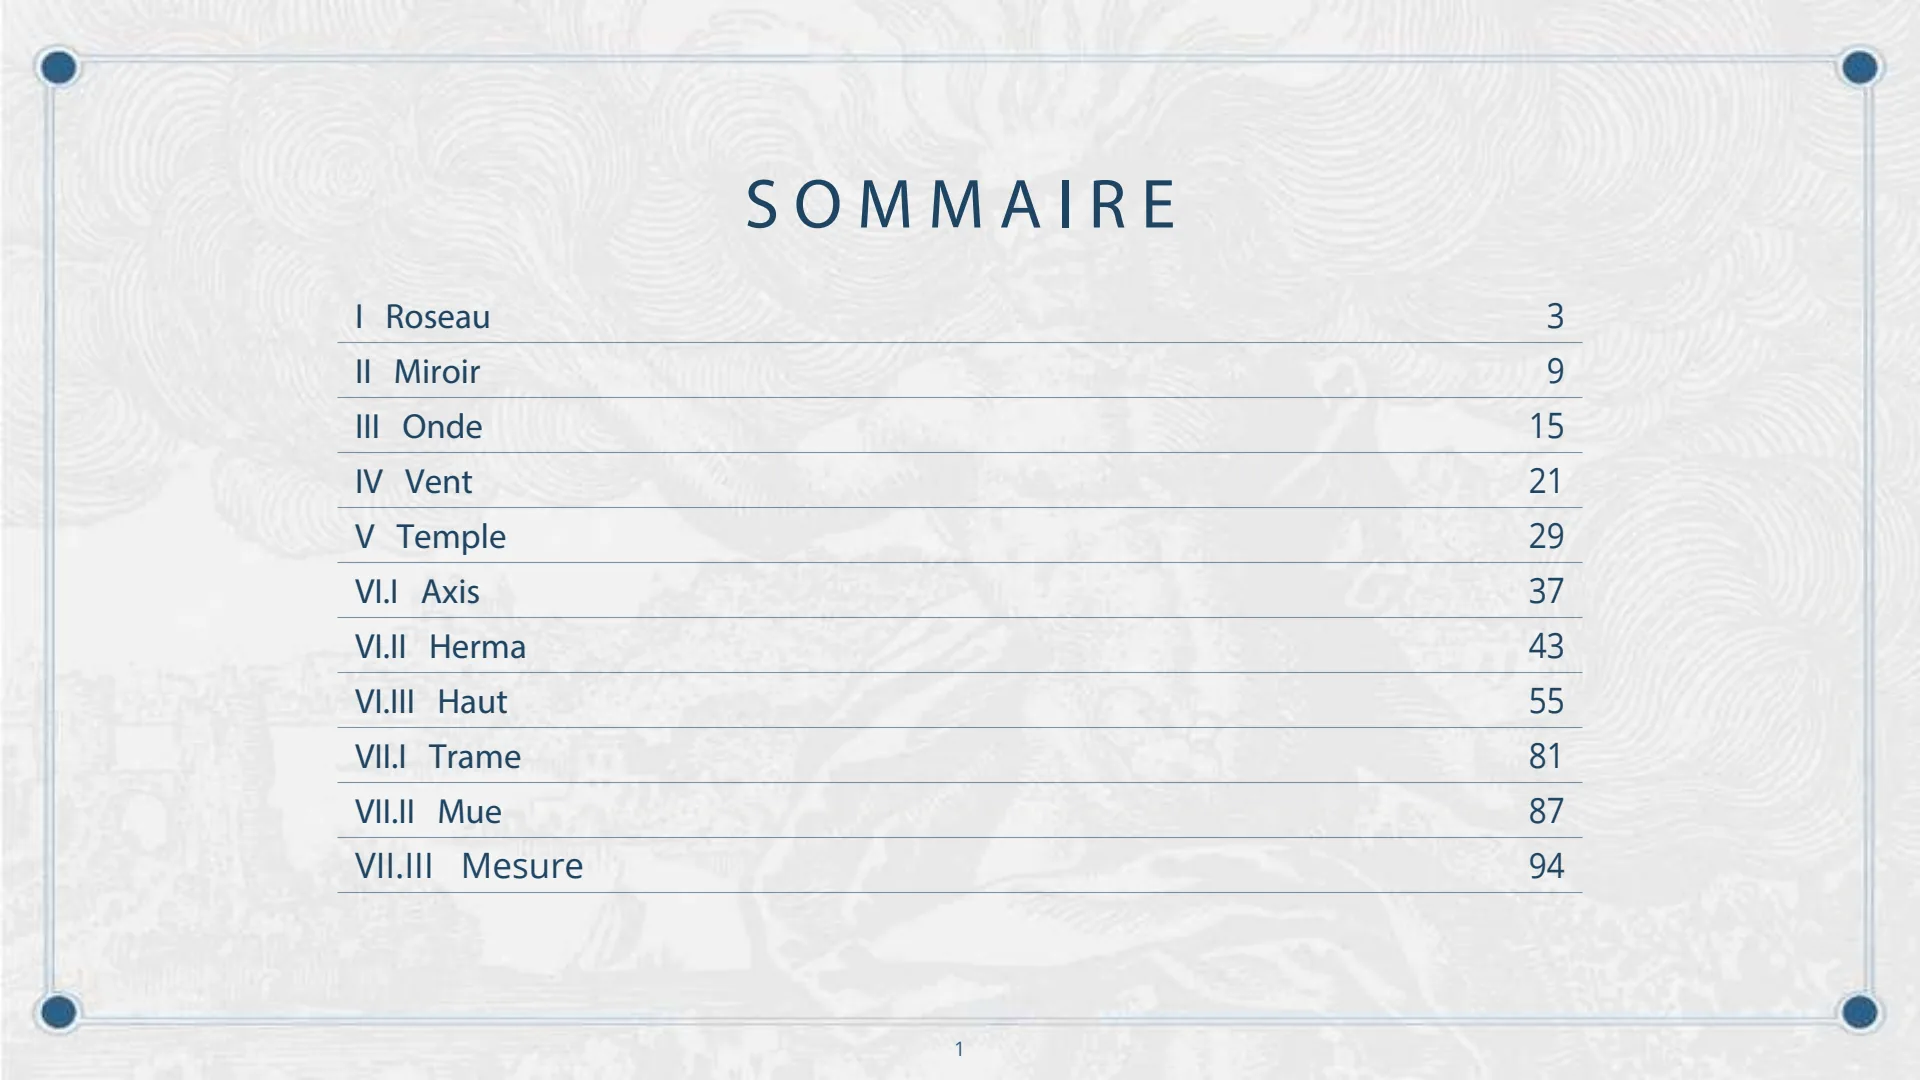 SOMMAIRE
I Roseau 3
II Miroir 9
III Onde 15
IV Vent 21
V Temple 29
VI.I Axis 37
VI.II Herma 43
VI.III Haut 55
VII.I Trame 81
VII.II Mue 87
VII.III Mesure 94
1